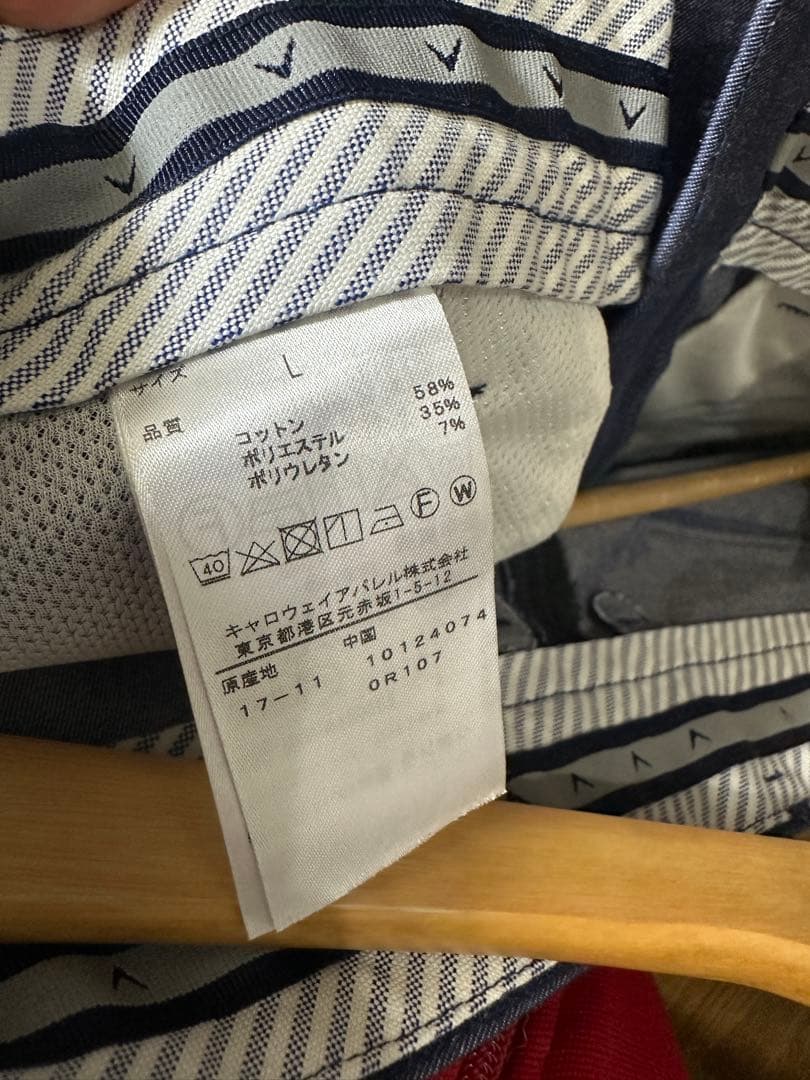 サイズ L
品質 コットン 58%
ポリエステル 35%
ポリウレタン 7%
40 F W
キャロウェイアパレル株式会社
東京都港区元赤坂1-5-12
原産地 中国 10124074
17-11 OR107